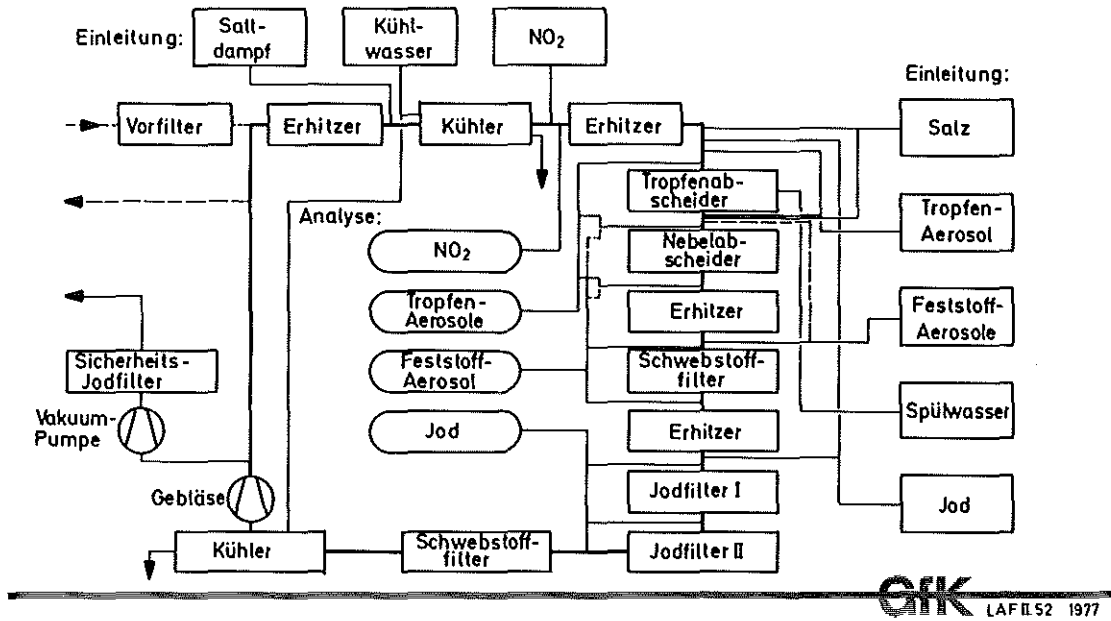 Einleitung:
Satt-
dampf
Kühl-
wasser
NO₂
Einleitung:
Vorfilter
Erhitzer
Kühler
Erhitzer
Salz
Tropfenab-
scheider
Analyse:
NO₂
Nebelab-
scheider
Tropfen-
Aerosol
Tropfen-
Aerosole
Erhitzer
Feststoff-
Aerosole
Sicherheits-
Jodfilter
Feststoff-
Aerosol
Schwebstoff-
filter
Vakuum-
Pumpe
Jod
Erhitzer
Spülwasser
Gebläse
Jodfilter I
Jod
Kühler
Schwebstoff-
filter
Jodfilter II
GfK LAF II 52 1977